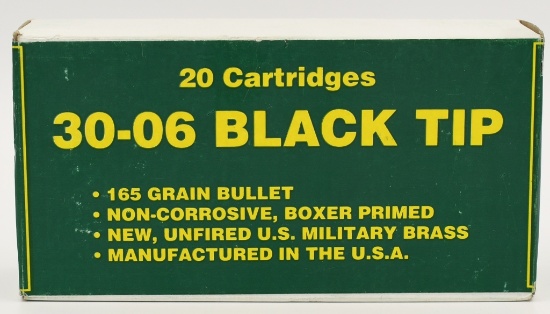 20 Cartridges
30-06 BLACK TIP
• 165 GRAIN BULLET
• NON-CORROSIVE, BOXER PRIMED
• NEW, UNFIRED U.S. MILITARY BRASS
• MANUFACTURED IN THE U.S.A.